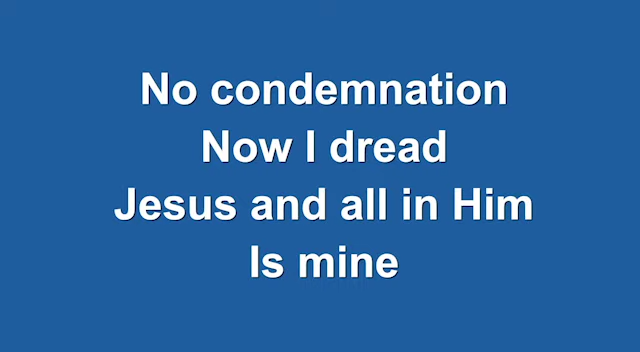 No condemnation
Now I dread
Jesus and all in Him
Is mine